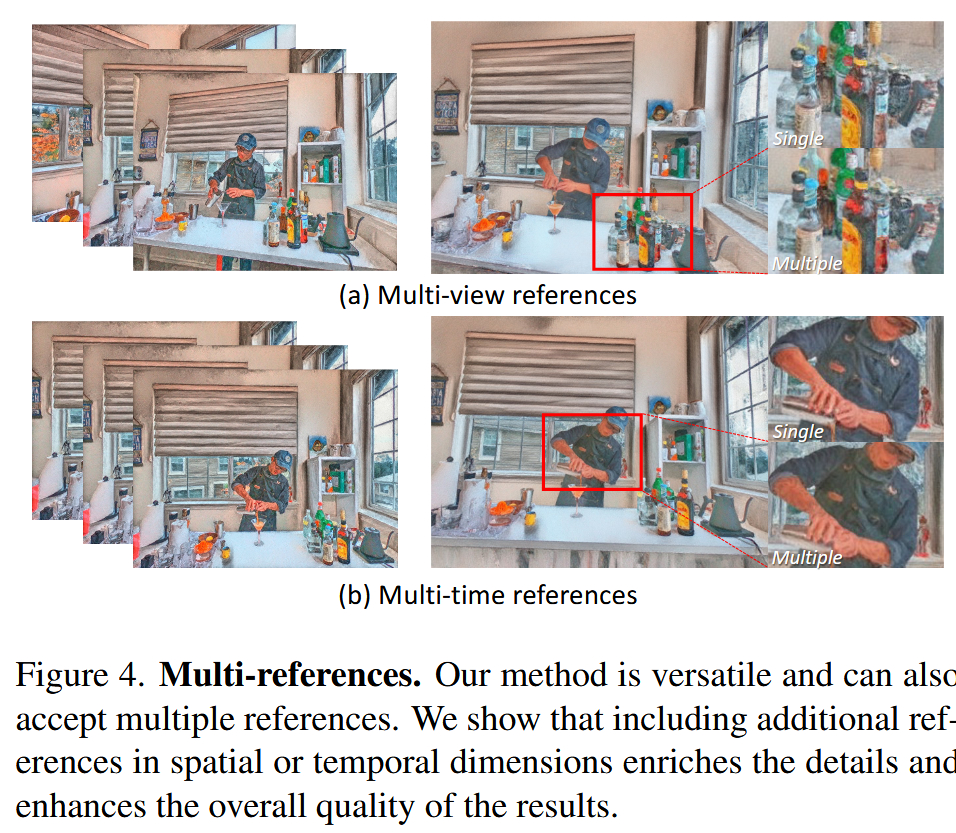 Single
Multiple
(a) Multi-view references
Single
Multiple
(b) Multi-time references
Figure 4. Multi-references. Our method is versatile and can also
accept multiple references. We show that including additional ref-
erences in spatial or temporal dimensions enriches the details and
enhances the overall quality of the results.